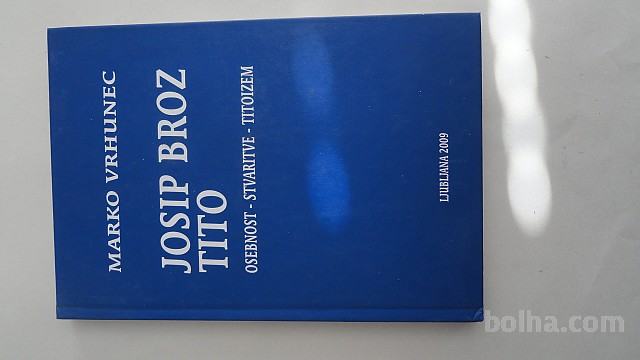 MARKO VRHUNEC
JOSIP BROZ
TITO
OSEBNOST - STVARITVE - TITOIZEM
LJUBLJANA 2009
bolha.com